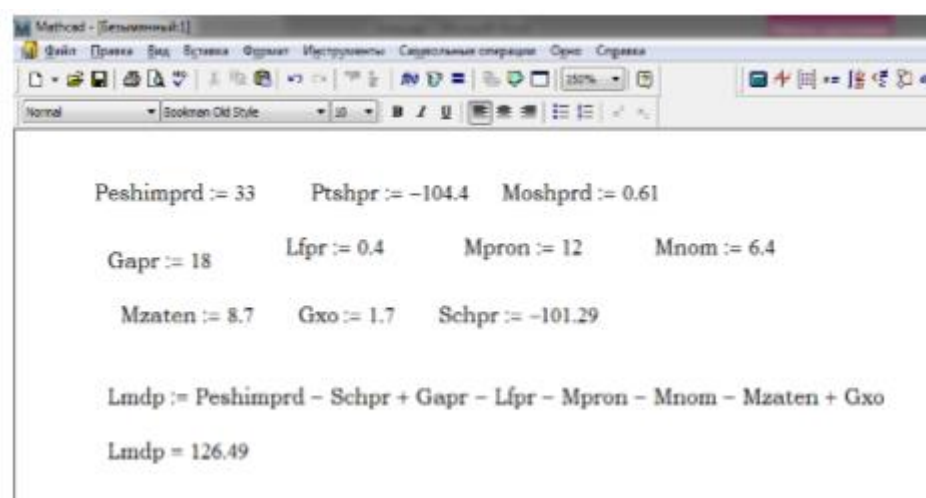 Mathcad - [Безымянный:1]
Файл Правка Вид Вставка Формат Инструменты Символьные операции Окно Справка
Normal Bookman Old Style 10 B I U
Peshimprd := 33 Ptshpr := −104.4 Moshprd := 0.61
Gapr := 18 Lfpr := 0.4 Mpron := 12 Mnom := 6.4
Mzaten := 8.7 Gxo := 1.7 Schpr := −101.29
Lmdp := Peshimprd − Schpr + Gapr − Lfpr − Mpron − Mnom − Mzaten + Gxo
Lmdp = 126.49